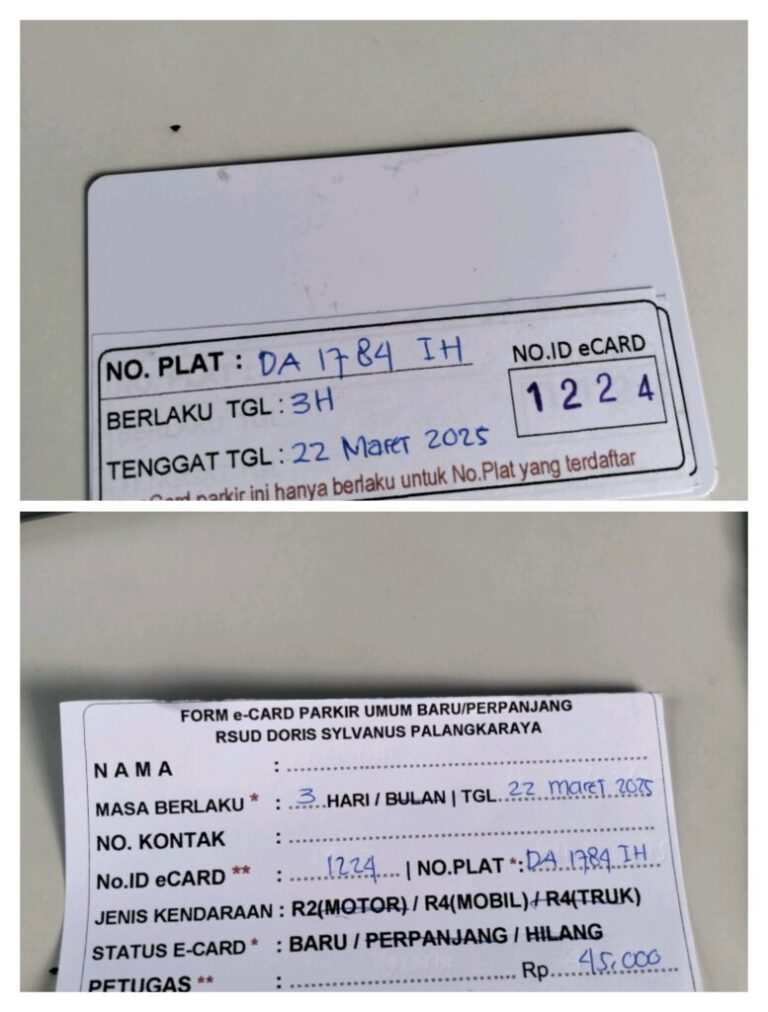 NO. PLAT : DA 1784 IH
NO.ID eCARD
1224
BERLAKU TGL : 3H
TENGGAT TGL : 22 Maret 2025
eCard parkir ini hanya berlaku untuk No.Plat yang terdaftar
FORM e-CARD PARKIR UMUM BARU/PERPANJANG
RSUD DORIS SYLVANUS PALANGKARAYA
NAMA : ....................
MASA BERLAKU * : 3 HARI / BULAN | TGL 22 Maret 2025
NO. KONTAK : ....................
No.ID eCARD ** : 1224 | NO.PLAT *: DA 1784 IH
JENIS KENDARAAN : R2(MOTOR) / R4(MOBIL) / R4(TRUK)
STATUS E-CARD * : BARU / PERPANJANG / HILANG
PETUGAS ** : .................... Rp 45.000